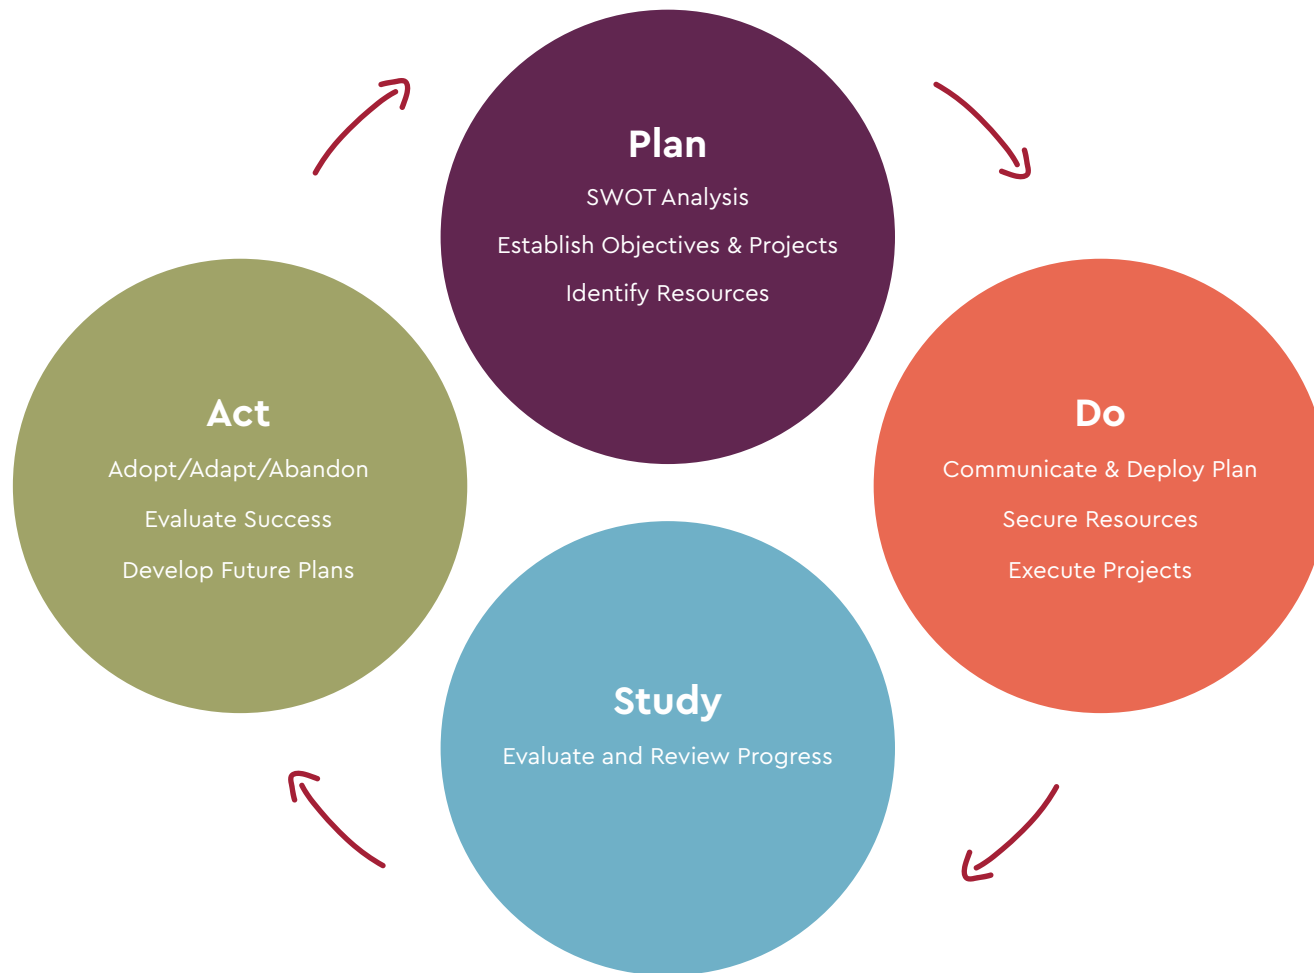 Plan
SWOT Analysis
Establish Objectives & Projects
Identify Resources
Act
Adopt/Adapt/Abandon
Evaluate Success
Develop Future Plans
Do
Communicate & Deploy Plan
Secure Resources
Execute Projects
Study
Evaluate and Review Progress